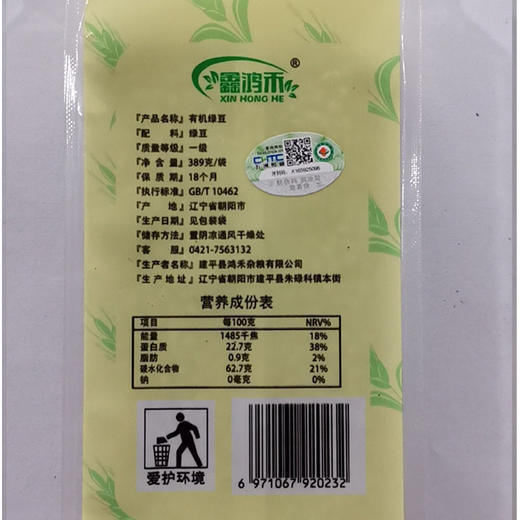 鑫鸿禾®
XIN HONG HE
『产品名称』有机绿豆
『配　　料』绿豆
『质量等级』一级
『净 含 量』389克/袋
『保 质 期』18个月
『执行标准』GB/T 10462
『产　　地』辽宁省朝阳市
『生产日期』见包装袋
『储存方法』置阴凉通风干燥处
『客　　服』0421-7563132
『生产者名称』建平县鸿禾杂粮有限公司
『生 产 地 址』辽宁省朝阳市建平县朱碌科镇本街
营养成份表
项目 每100克 NRV%
能量 1485千焦 18%
蛋白质 22.7克 38%
脂肪 0.9克 2%
碳水化合物 62.7克 21%
钠 0毫克 0%
爱护环境
6 971067 920232